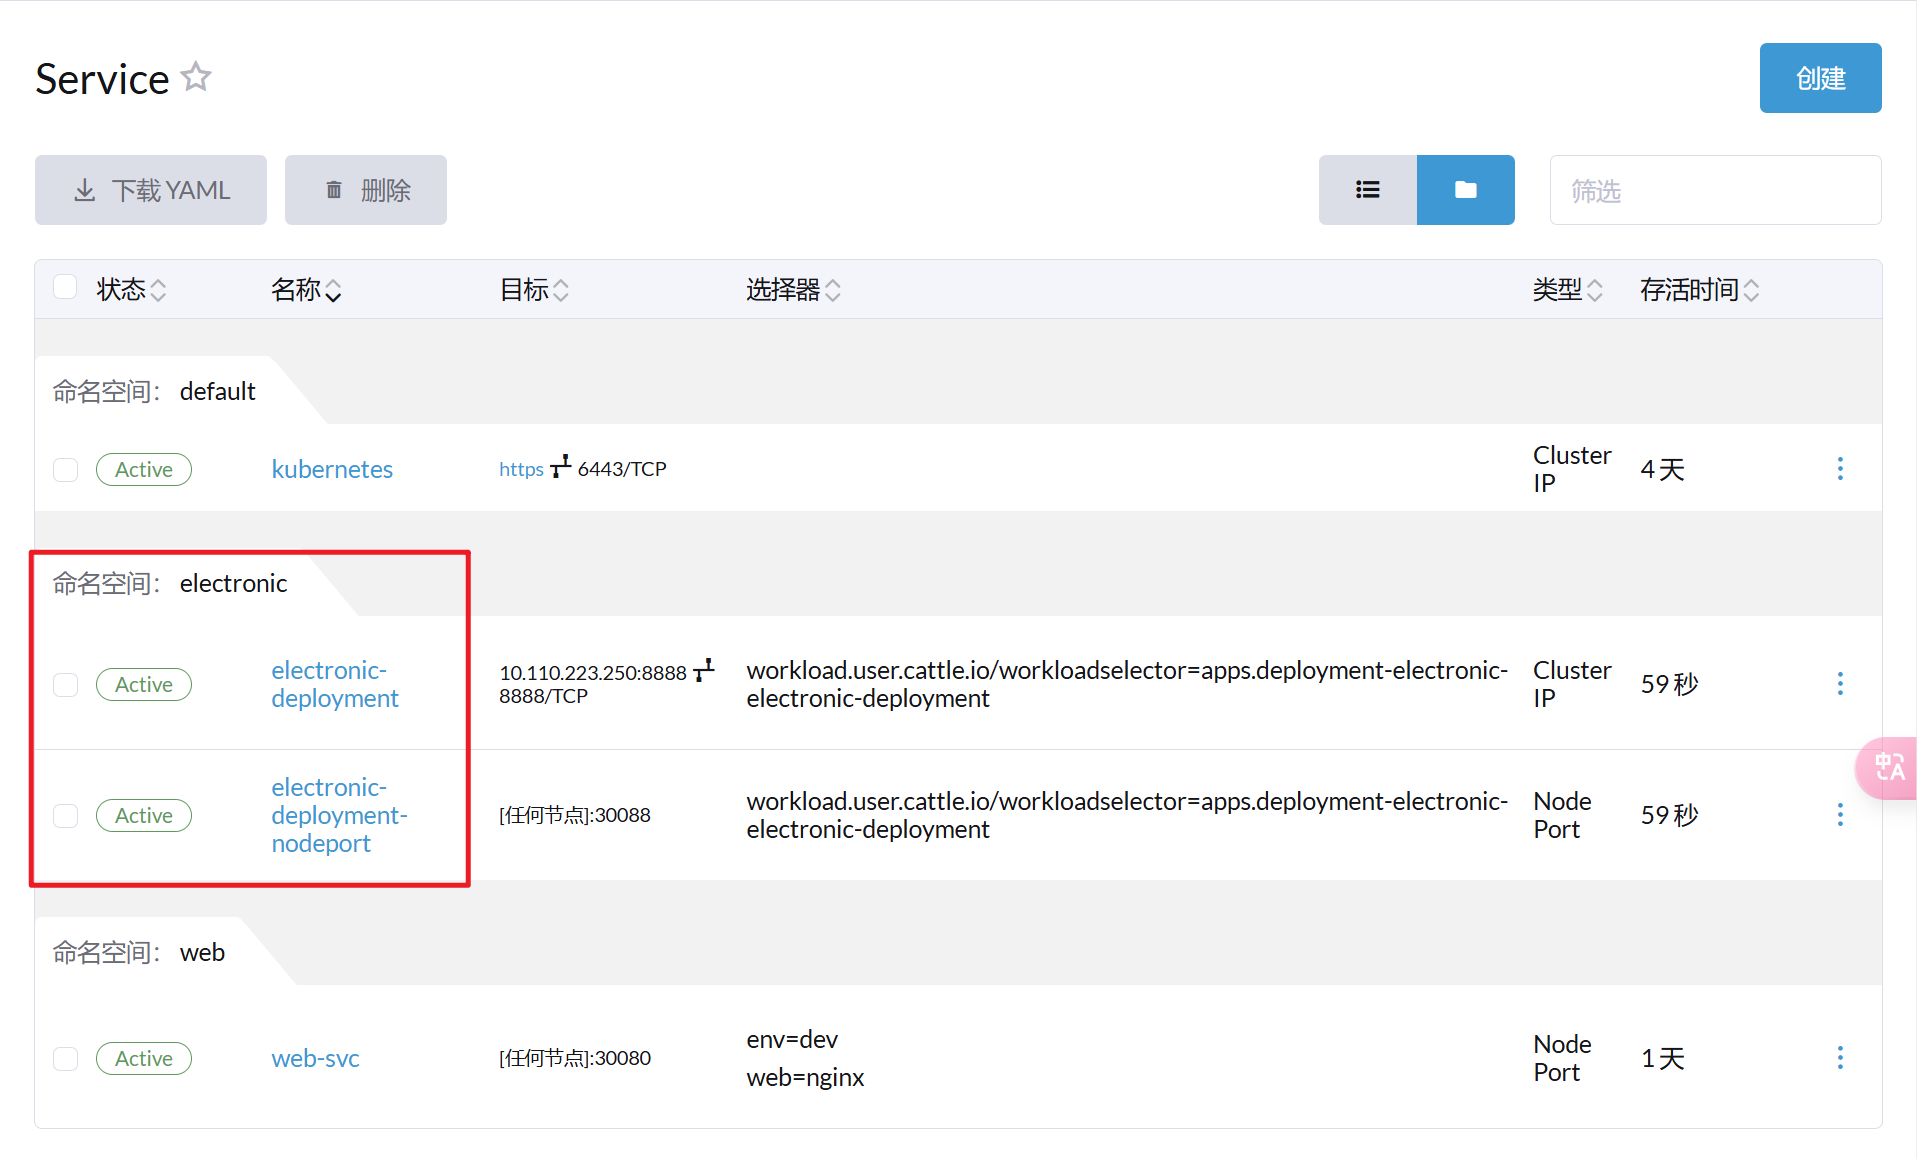 Service
创建
下载 YAML
删除
筛选
状态 名称 目标 选择器 类型 存活时间
命名空间： default
Active kubernetes https 6443/TCP Cluster IP 4 天
命名空间： electronic
Active electronic-deployment 10.110.223.250:8888 8888/TCP workload.user.cattle.io/workloadselector=apps.deployment-electronic-electronic-deployment Cluster IP 59 秒
Active electronic-deployment-nodeport [任何节点]:30088 workload.user.cattle.io/workloadselector=apps.deployment-electronic-electronic-deployment Node Port 59 秒
命名空间： web
Active web-svc [任何节点]:30080 env=dev web=nginx Node Port 1 天
中A